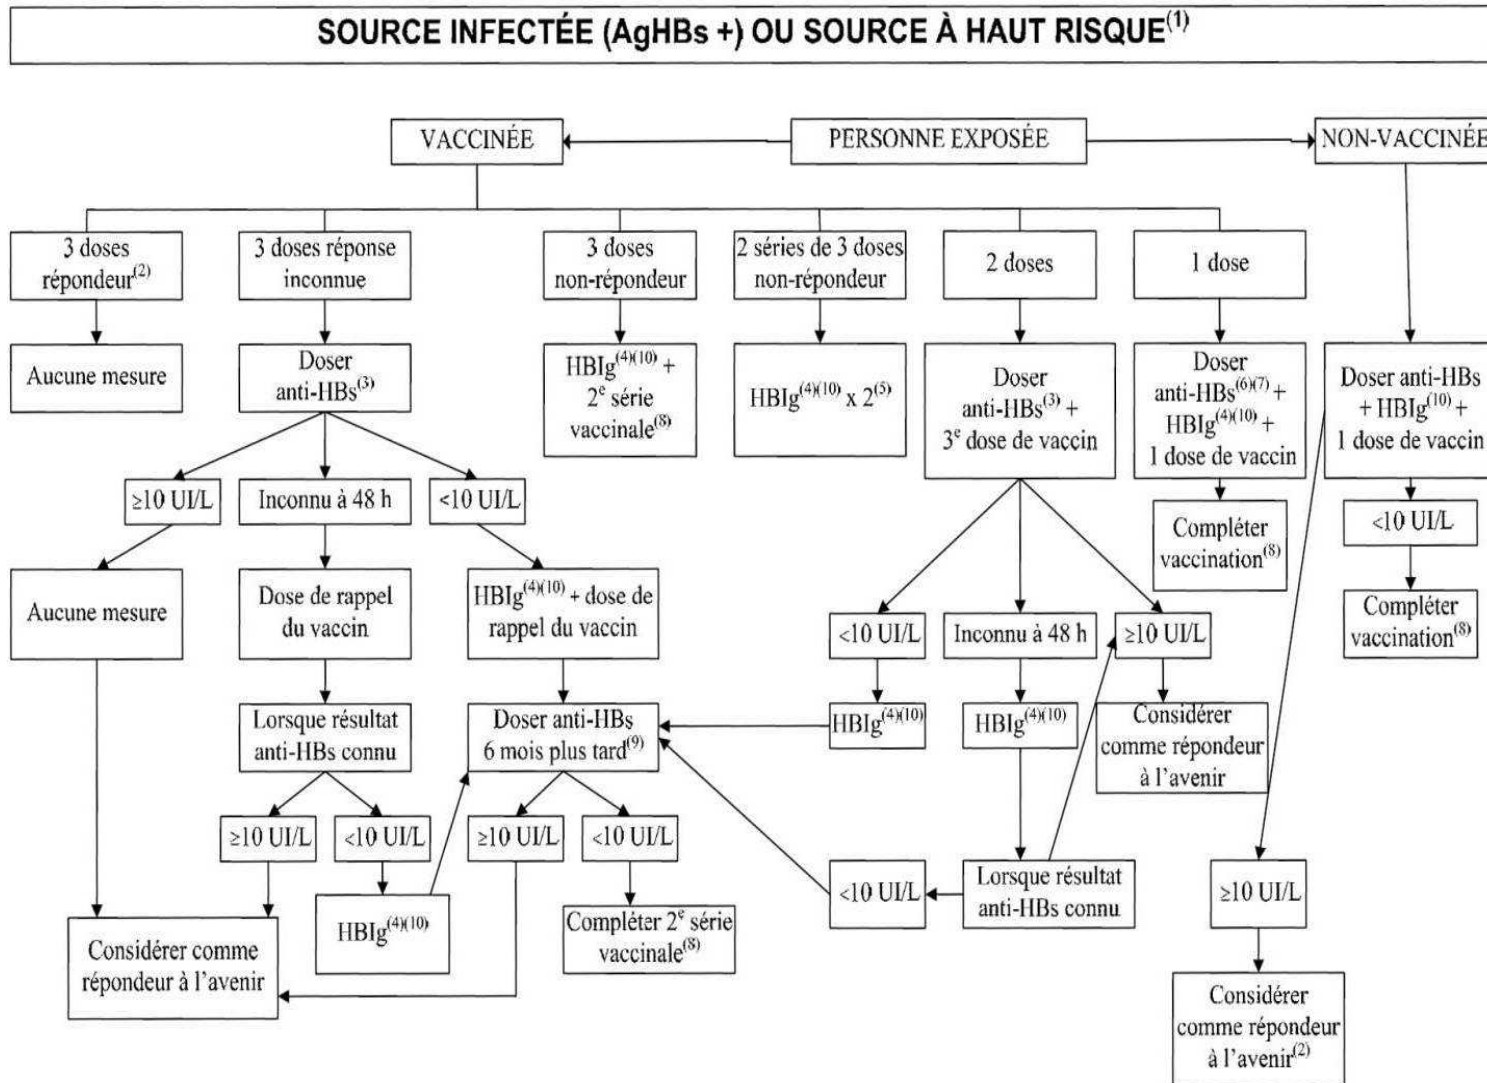 SOURCE INFECTÉE (AgHBs +) OU SOURCE À HAUT RISQUE(1)
VACCINÉE
PERSONNE EXPOSÉE
NON-VACCINÉE
3 doses
répondeur(2)
3 doses réponse
inconnue
3 doses
non-répondeur
2 séries de 3 doses
non-répondeur
2 doses
1 dose
Aucune mesure
Doser
anti-HBs(3)
HBIg(4)(10) +
2e série
vaccinale(8)
HBIg(4)(10) x 2(5)
Doser
anti-HBs(3) +
3e dose de vaccin
Doser
anti-HBs(6)(7) +
HBIg(4)(10) +
1 dose de vaccin
Doser anti-HBs
+ HBIg(10) +
1 dose de vaccin
≥10 UI/L
Inconnu à 48 h
<10 UI/L
Compléter
vaccination(8)
<10 UI/L
Aucune mesure
Dose de rappel
du vaccin
HBIg(4)(10) + dose de
rappel du vaccin
<10 UI/L
Inconnu à 48 h
≥10 UI/L
Compléter
vaccination(8)
Lorsque résultat
anti-HBs connu
Doser anti-HBs
6 mois plus tard(9)
HBIg(4)(10)
HBIg(4)(10)
Considérer
comme répondeur
à l’avenir
≥10 UI/L
<10 UI/L
≥10 UI/L
<10 UI/L
<10 UI/L
Lorsque résultat
anti-HBs connu
≥10 UI/L
Considérer comme
répondeur à l’avenir
HBIg(4)(10)
Compléter 2e série
vaccinale(8)
Considérer
comme répondeur
à l’avenir(2)